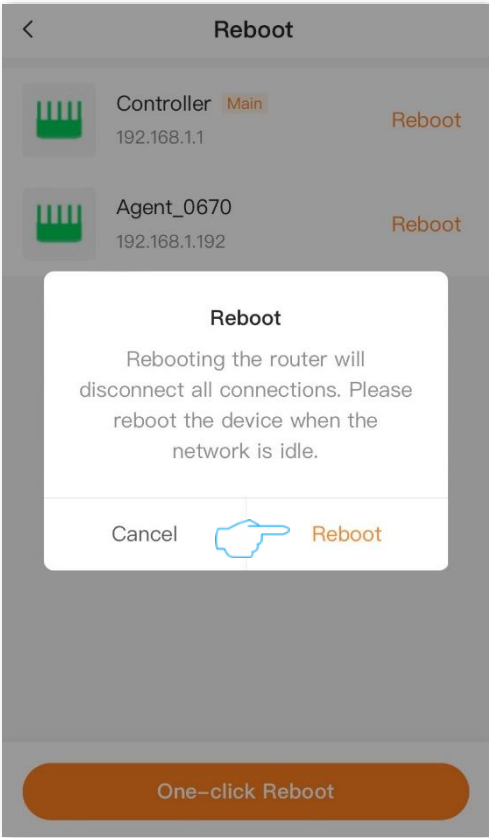 Reboot
Controller Main
192.168.1.1
Reboot
Agent_0670
192.168.1.192
Reboot
Reboot
Rebooting the router will
disconnect all connections. Please
reboot the device when the
network is idle.
Cancel
Reboot
One-click Reboot